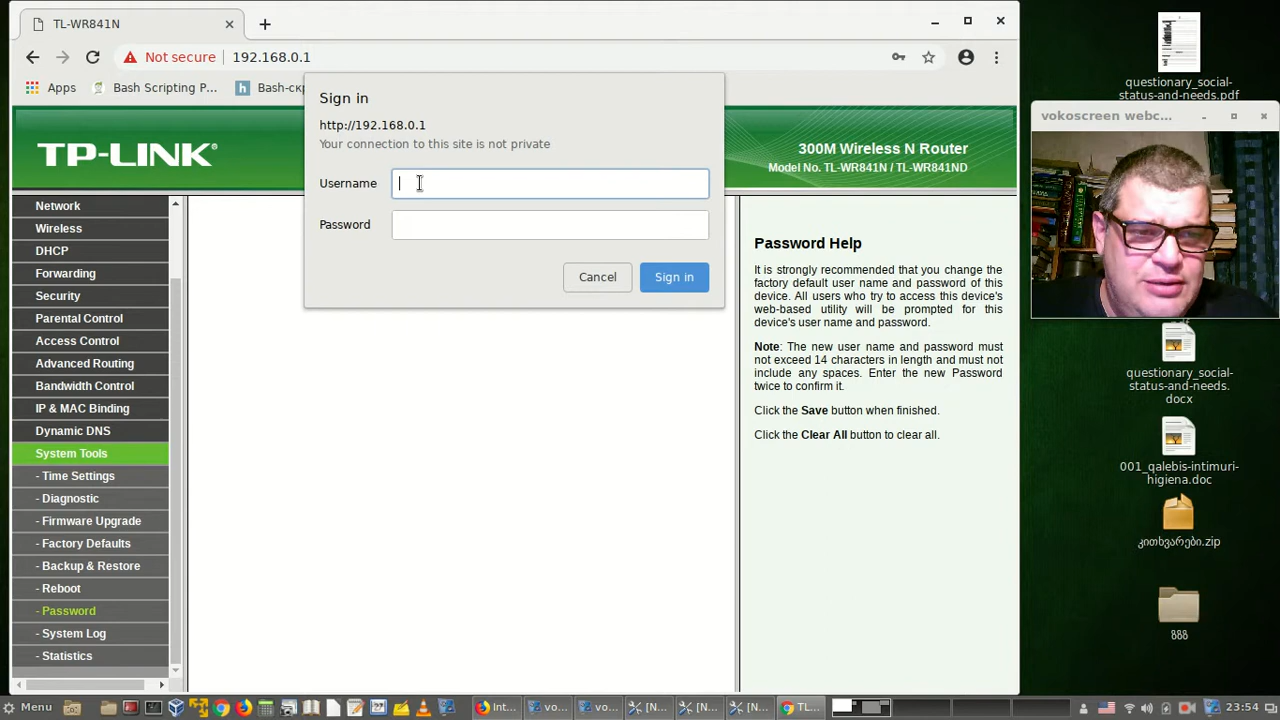 TL-WR841N
Not secure
192.168.0.1
Apps
Bash Scripting P...
Bash-ск
Sign in
http://192.168.0.1
Your connection to this site is not private
Username
Password
Cancel
Sign in
TP-LINK
300M Wireless N Router
Model No. TL-WR841N / TL-WR841ND
Network
Wireless
DHCP
Forwarding
Security
Parental Control
Access Control
Advanced Routing
Bandwidth Control
IP & MAC Binding
Dynamic DNS
System Tools
- Time Settings
- Diagnostic
- Firmware Upgrade
- Factory Defaults
- Backup & Restore
- Reboot
- Password
- System Log
- Statistics
Password Help
It is strongly recommended that you change the
factory default user name and password of this
device. All users who try to access this device's
web-based utility will be prompted for this
device's user name and password.
Note: The new user name and password must
not exceed 14 characters in length and must not
include any spaces. Enter the new Password
twice to confirm it.
Click the Save button when finished.
Click the Clear All button to clear all.
questionary_social-
status-and-needs.pdf
vokoscreen webc...
questionary_social-
status-and-needs.
docx
001_qalebis-intimuri-
higiena.doc
კითხვარები.zip
ზზზ
Menu
Int...
vo...
vo...
[N...
[N...
[N...
TL...
23:54